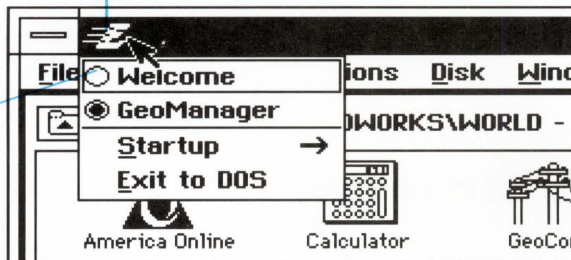 File ions Disk Wind
Welcome
GeoManager
OWORKS\WORLD -
Startup →
Exit to DOS
America Online Calculator GeoCo